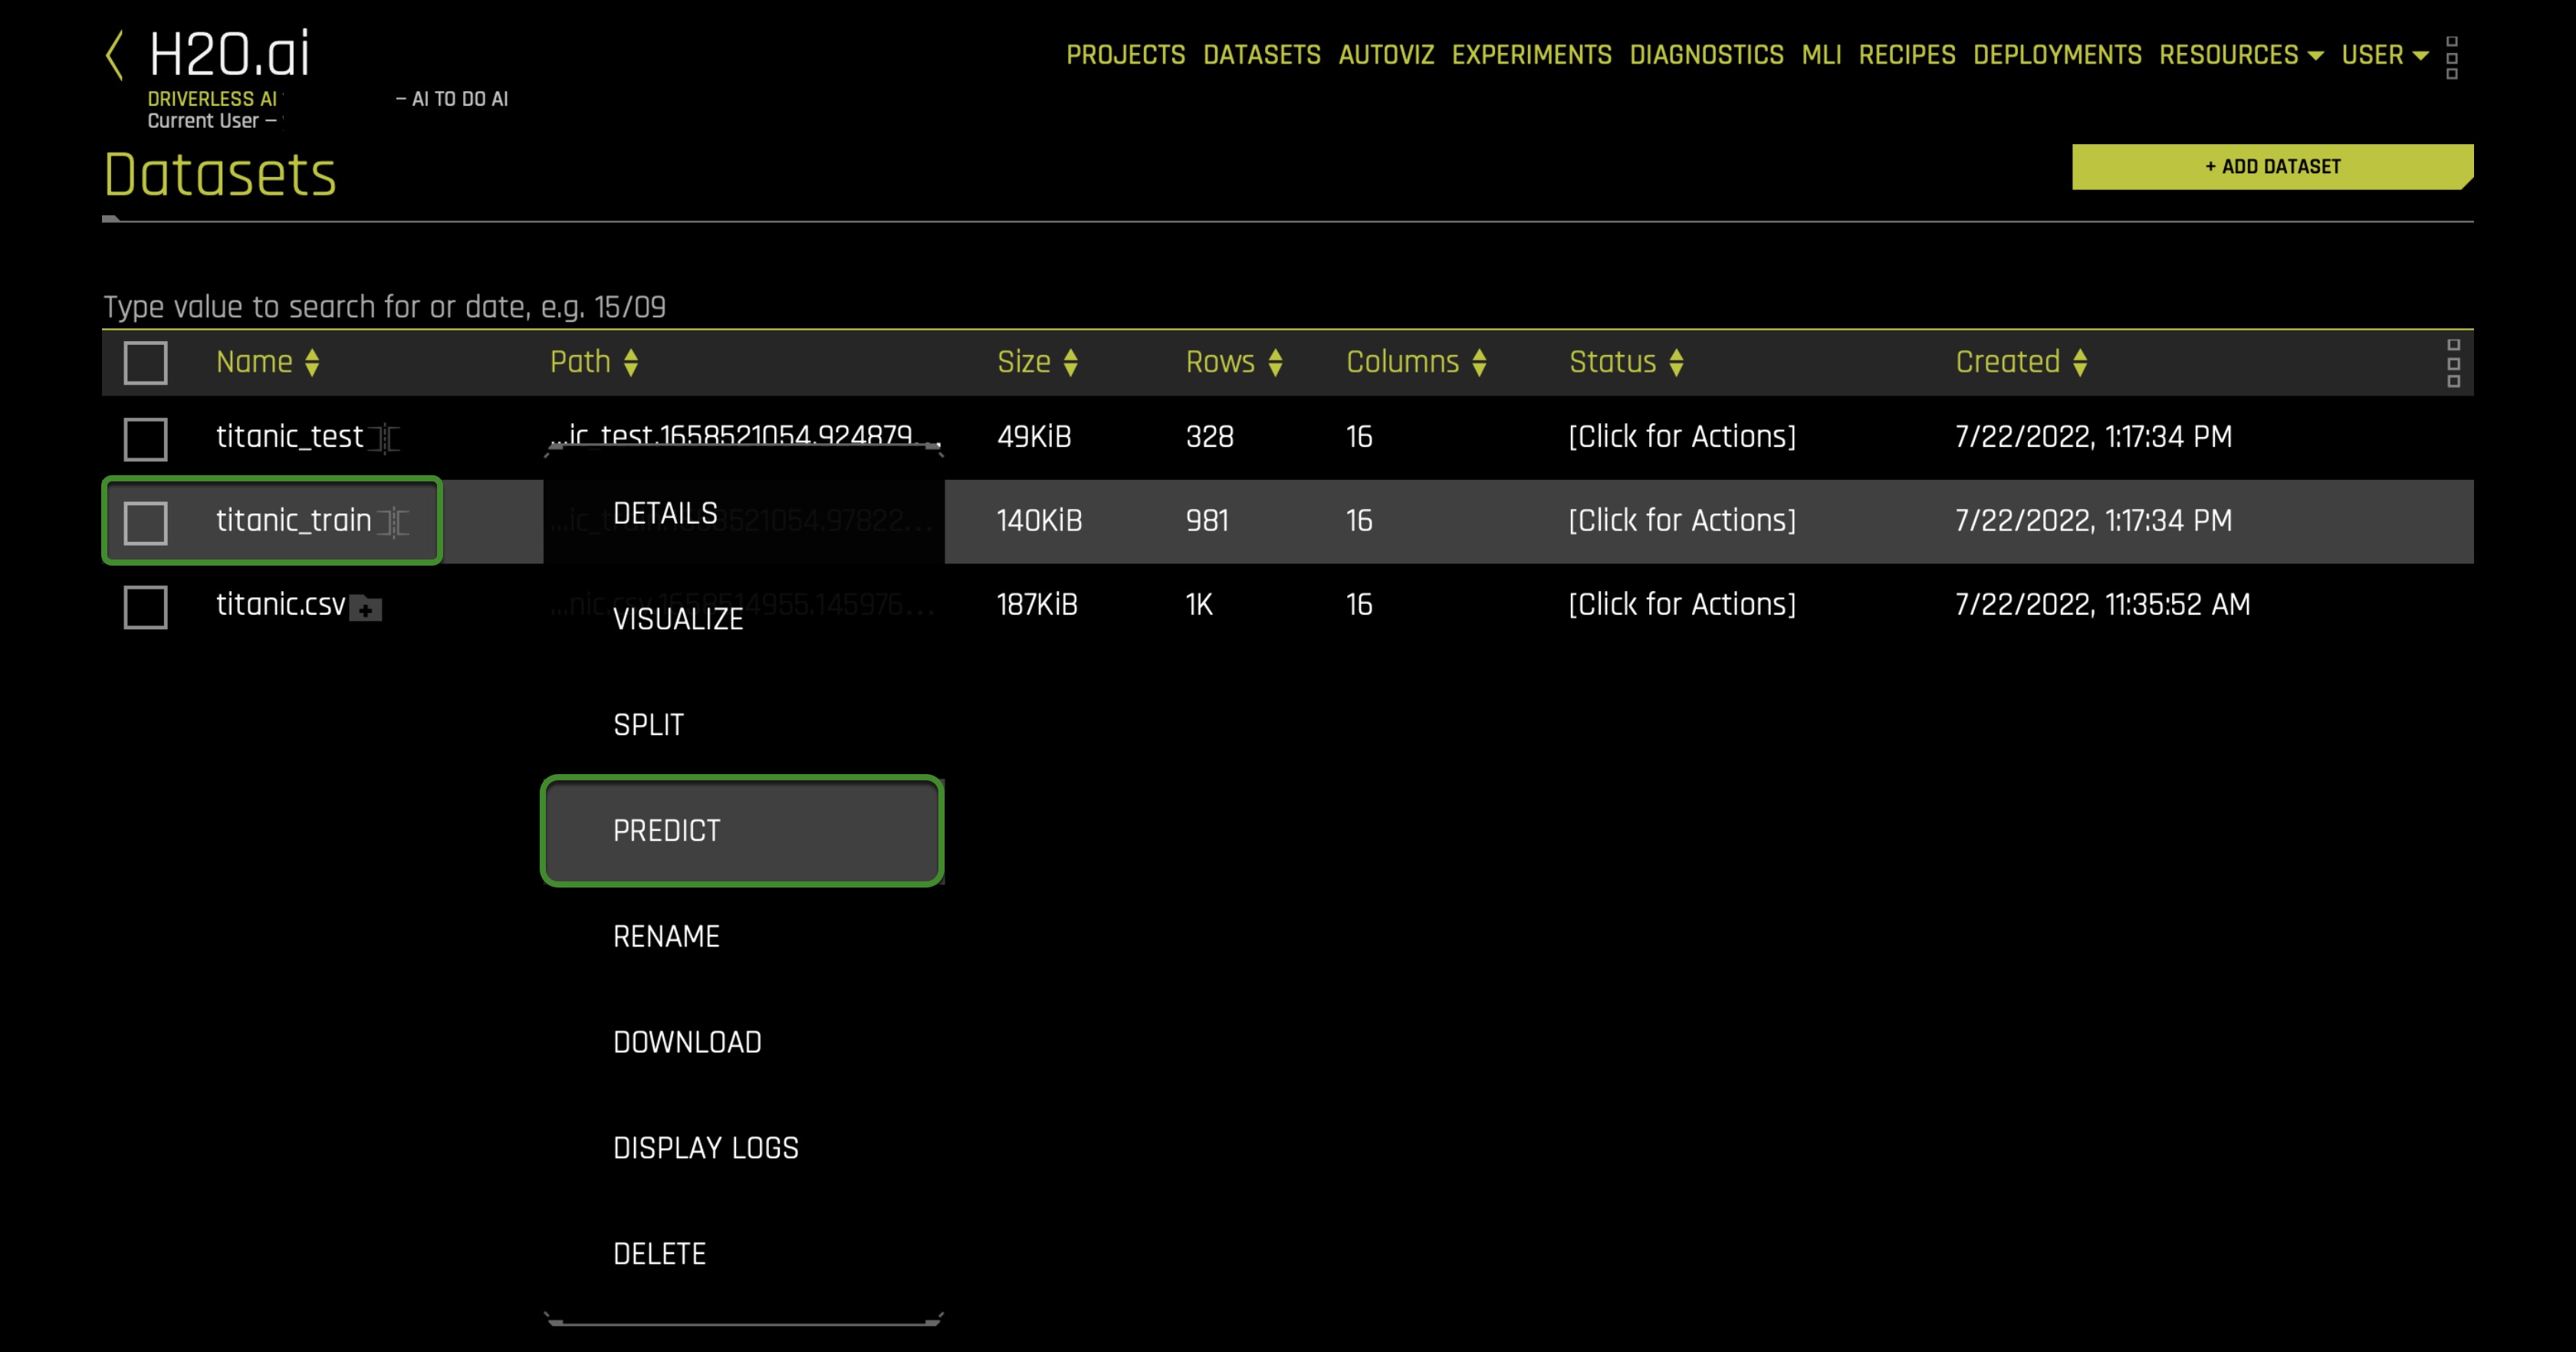 H2O.ai
PROJECTS DATASETS AUTOVIZ EXPERIMENTS DIAGNOSTICS MLI RECIPES DEPLOYMENTS RESOURCES USER
DRIVERLESS AI – AI TO DO AI
Current User –
Datasets
+ ADD DATASET
Type value to search for or date, e.g. 15/09
Name Path Size Rows Columns Status Created
titanic_test ...ic_test.1658521054.924879... 49KiB 328 16 [Click for Actions] 7/22/2022, 1:17:34 PM
titanic_train 140KiB 981 16 [Click for Actions] 7/22/2022, 1:17:34 PM
titanic.csv ...nic.csv.1658514955.145976... 187KiB 1K 16 [Click for Actions] 7/22/2022, 11:35:52 AM
DETAILS
VISUALIZE
SPLIT
PREDICT
RENAME
DOWNLOAD
DISPLAY LOGS
DELETE